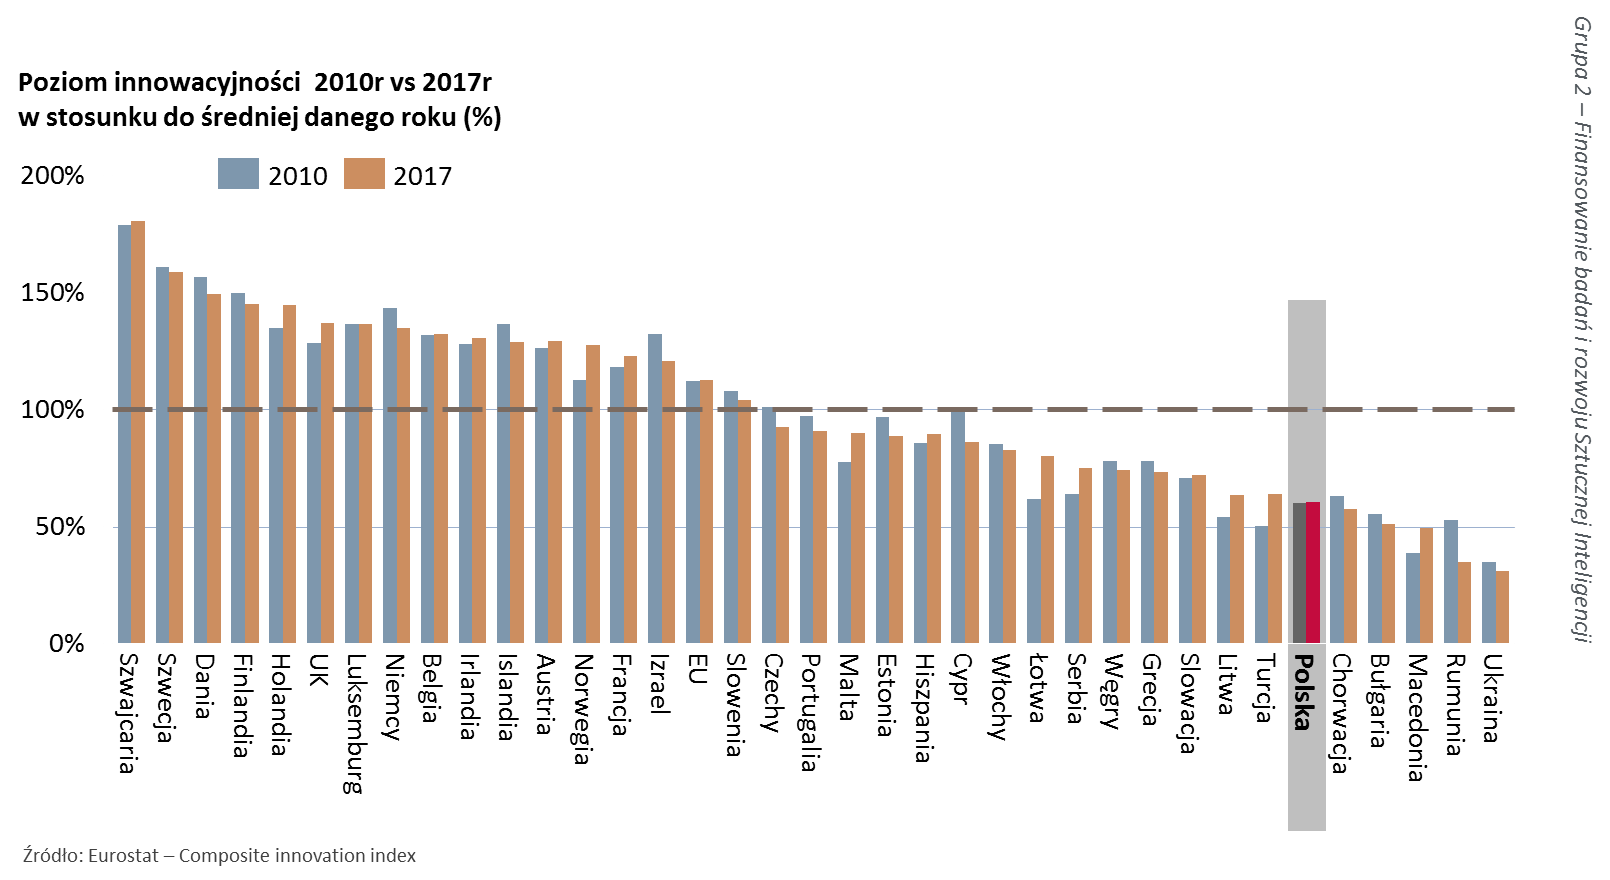 Poziom innowacyjności 2010r vs 2017r
w stosunku do średniej danego roku (%)
2010
2017
200%
150%
100%
50%
0%
Szwajcaria
Szwecja
Dania
Finlandia
Holandia
UK
Luksemburg
Niemcy
Belgia
Irlandia
Islandia
Austria
Norwegia
Francja
Izrael
EU
Slowenia
Czechy
Portugalia
Malta
Estonia
Hiszpania
Cypr
Włochy
Łotwa
Serbia
Węgry
Grecja
Slowacja
Litwa
Turcja
Polska
Chorwacja
Bułgaria
Macedonia
Rumunia
Ukraina
Źródło: Eurostat – Composite innovation index
Grupa 2 – Finansowanie badań i rozwoju Sztucznej Inteligencji